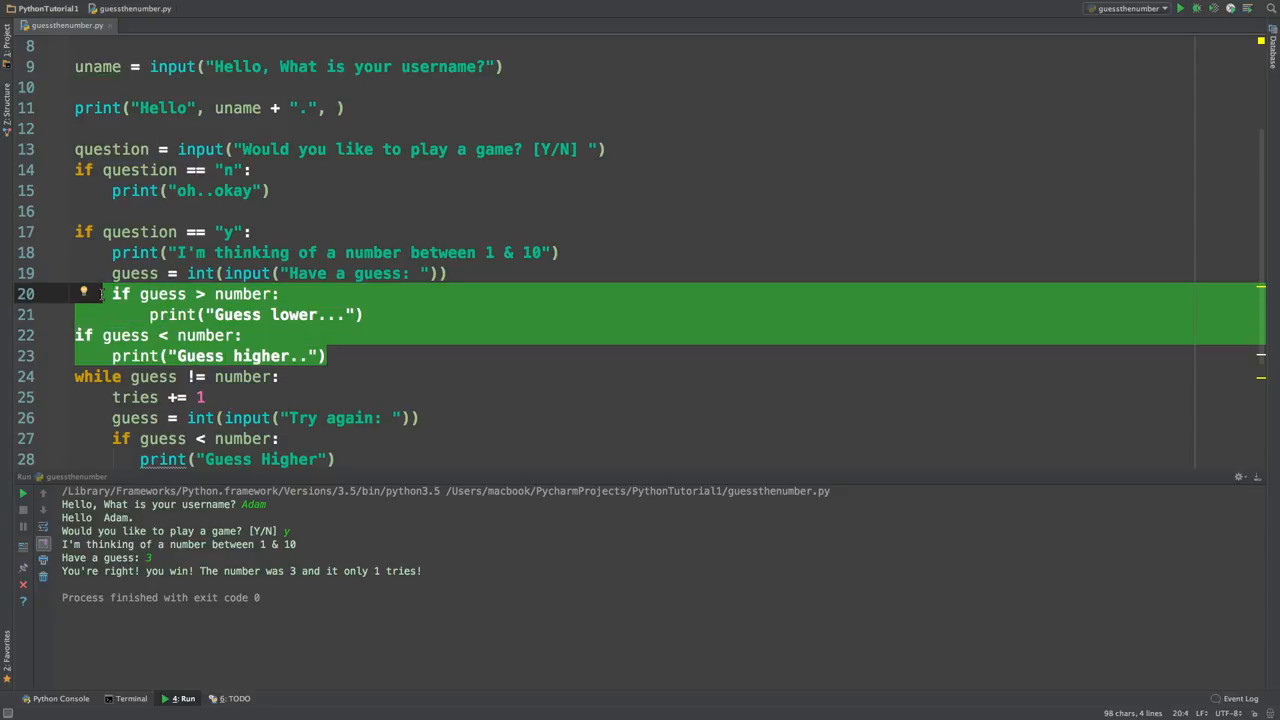 PythonTutorial1 guessthenumber.py guessthenumber
guessthenumber.py
1: Project
7: Structure
2: Favorites
Database
8
9 uname = input("Hello, What is your username?")
10
11 print("Hello", uname + ".", )
12
13 question = input("Would you like to play a game? [Y/N] ")
14 if question == "n":
15 print("oh..okay")
16
17 if question == "y":
18 print("I'm thinking of a number between 1 & 10")
19 guess = int(input("Have a guess: "))
20 if guess > number:
21 print("Guess lower...")
22 if guess < number:
23 print("Guess higher..")
24 while guess != number:
25 tries += 1
26 guess = int(input("Try again: "))
27 if guess < number:
28 print("Guess Higher")
Run guessthenumber
/Library/Frameworks/Python.framework/Versions/3.5/bin/python3.5 /Users/macbook/PycharmProjects/PythonTutorial1/guessthenumber.py
Hello, What is your username? Adam
Hello  Adam.
Would you like to play a game? [Y/N] y
I'm thinking of a number between 1 & 10
Have a guess: 3
You're right! you win! The number was 3 and it only 1 tries!
Process finished with exit code 0
Python Console Terminal 4: Run 6: TODO Event Log
98 chars, 4 lines 20:4 LF÷ UTF-8÷